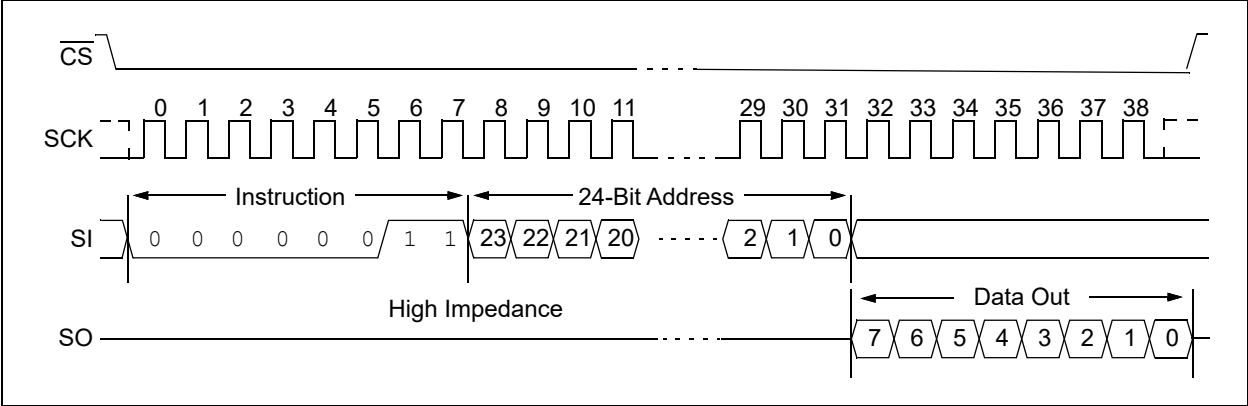 CS
0 1 2 3 4 5 6 7 8 9 10 11 29 30 31 32 33 34 35 36 37 38
SCK
Instruction 24-Bit Address
SI 0 0 0 0 0 0 1 1 23 22 21 20 2 1 0
Data Out
High Impedance
SO 7 6 5 4 3 2 1 0